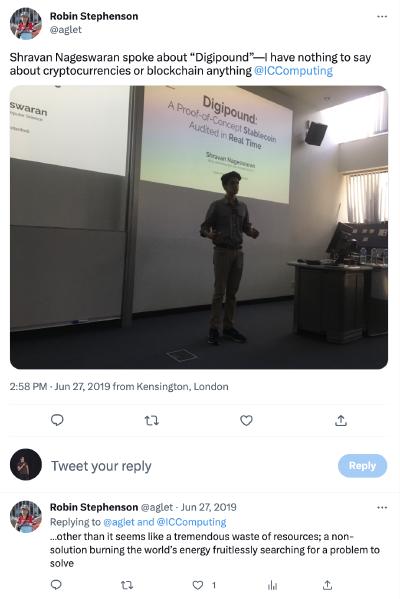 Robin Stephenson
@aglet
Shravan Nageswaran spoke about “Digipound”—I have nothing to say
about cryptocurrencies or blockchain anything @ICComputing
swaran
Digipound:
A Proof-of-Concept Stablecoin
Audited in Real Time
Shravan Nageswaran
2:58 PM · Jun 27, 2019 from Kensington, London
Tweet your reply
Reply
Robin Stephenson @aglet · Jun 27, 2019
Replying to @aglet and @ICComputing
...other than it seems like a tremendous waste of resources; a non-
solution burning the world's energy fruitlessly searching for a problem to
solve
1